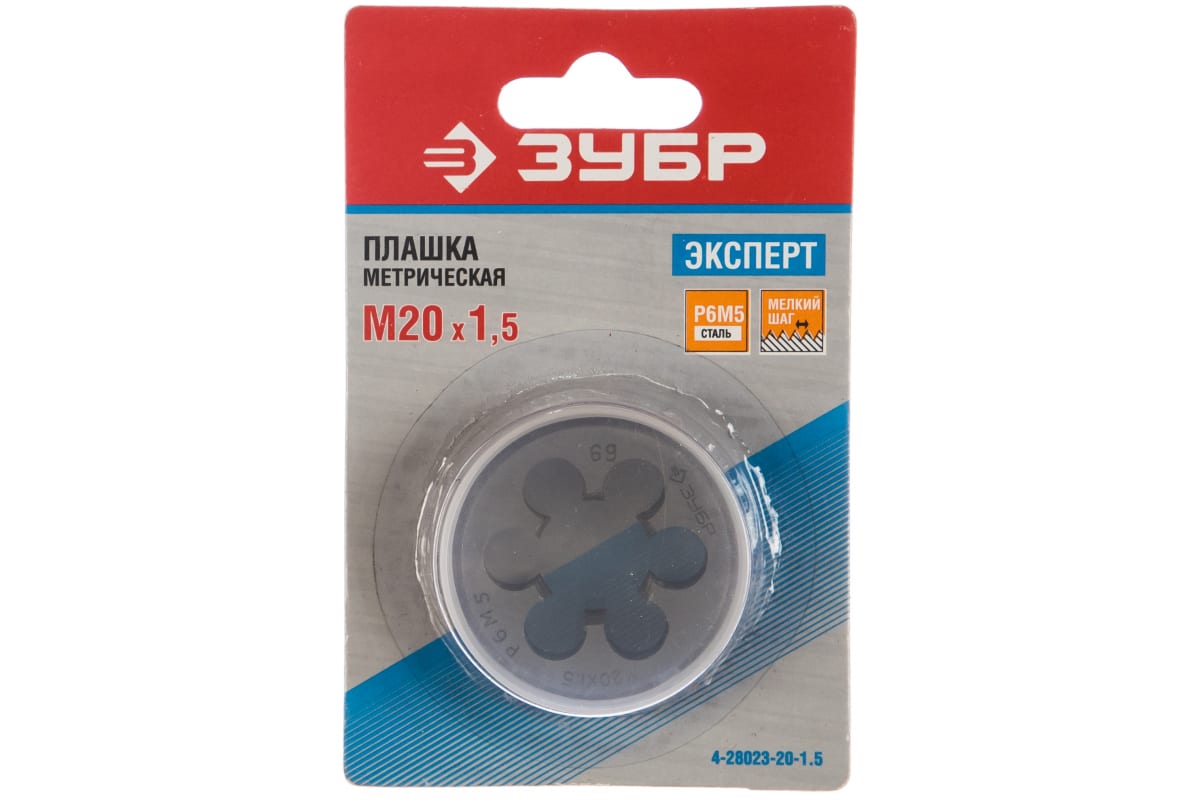 ЗУБР
ПЛАШКА
МЕТРИЧЕСКАЯ
М20 х 1,5
ЭКСПЕРТ
Р6М5
СТАЛЬ
МЕЛКИЙ
ШАГ
6g
ЗУБР
Р6М5
М20х1.5
4-28023-20-1.5